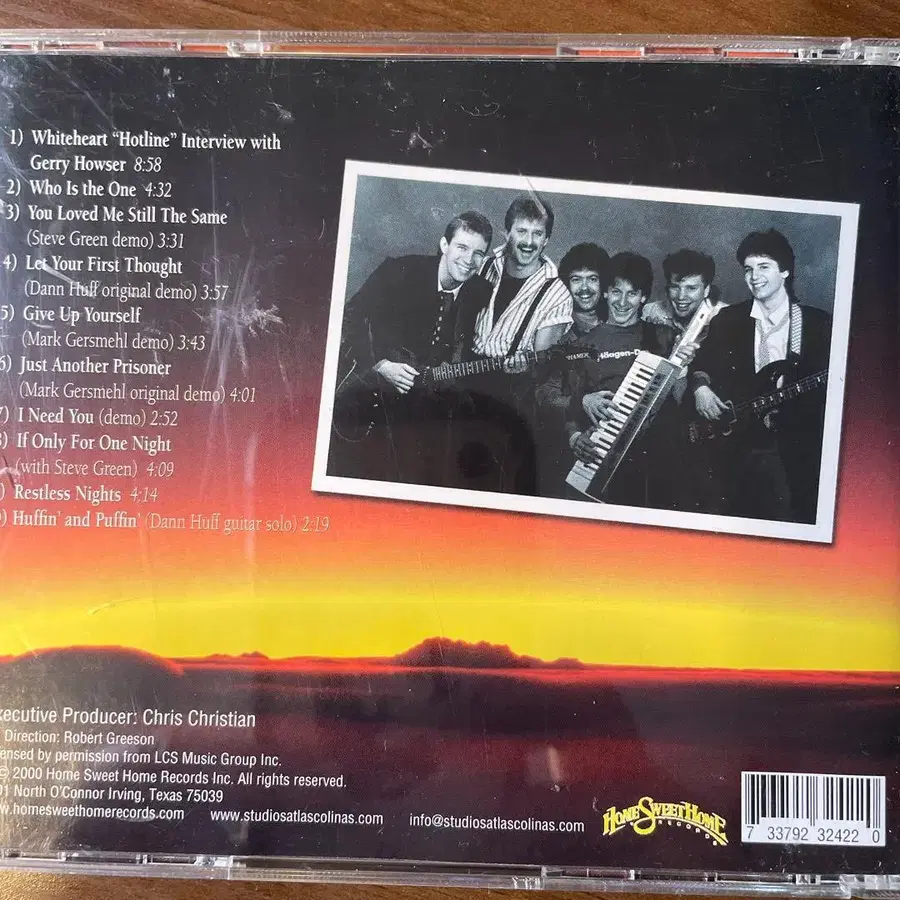 1) Whiteheart “Hotline” Interview with
Gerry Howser 8:58
2) Who Is the One 4:32
3) You Loved Me Still The Same
(Steve Green demo) 3:31
4) Let Your First Thought
(Dann Huff original demo) 3:57
5) Give Up Yourself
(Mark Gersmehl demo) 3:43
6) Just Another Prisoner
(Mark Gersmehl original demo) 4:01
7) I Need You (demo) 2:52
) If Only For One Night
(with Steve Green) 4:09
) Restless Nights 4:14
) Huffin’ and Puffin’ (Dann Huff guitar solo) 2:19
HAMER
Häagen-D
xecutive Producer: Chris Christian
Direction: Robert Greeson
ensed by permission from LCS Music Group Inc.
© 2000 Home Sweet Home Records Inc. All rights reserved.
01 North O’Connor Irving, Texas 75039
www.homesweethomerecords.com www.studiosatlascolinas.com info@studiosatlascolinas.com
HOME SWEET HOME
RECORDS
7 33792 32422 0